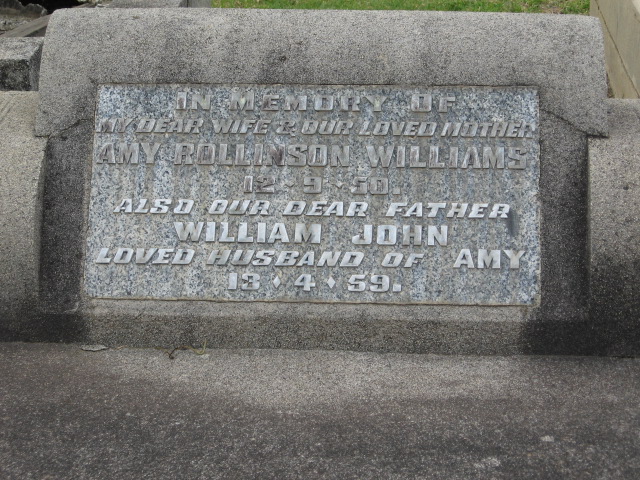 IN MEMORY OF
MY DEAR WIFE & OUR LOVED MOTHER
AMY ROLLINSON WILLIAMS
12 · 9 · 50.
ALSO OUR DEAR FATHER
WILLIAM JOHN
LOVED HUSBAND OF AMY
13 · 4 · 59.